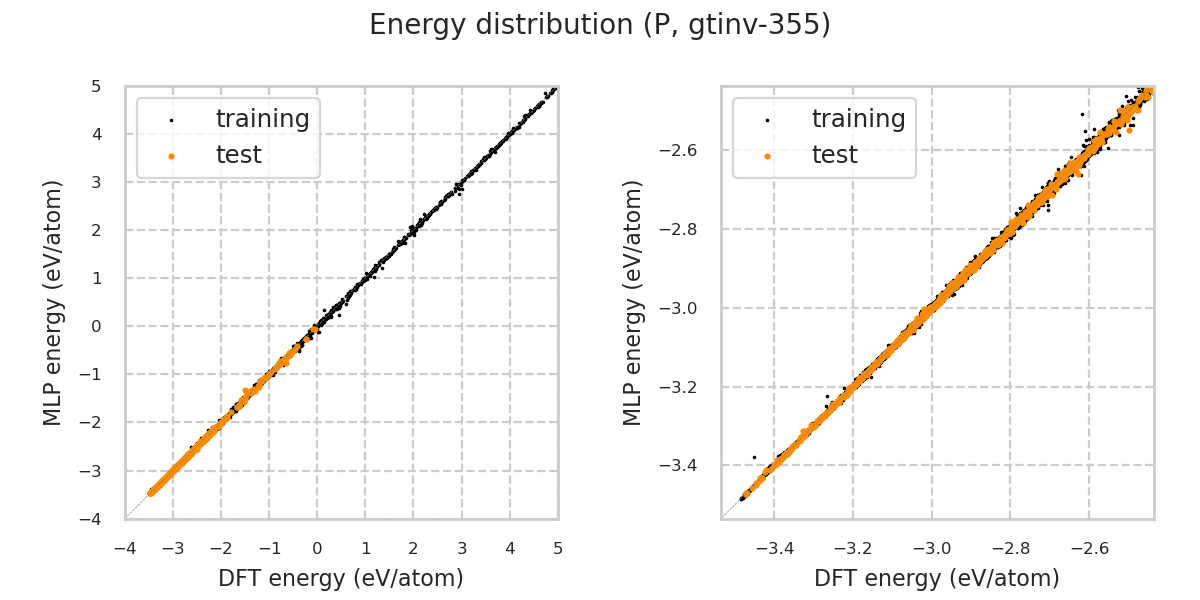 Energy distribution (P, gtinv-355)
MLP energy (eV/atom)
5
4
3
2
1
0
−1
−2
−3
−4
training
test
−4 −3 −2 −1 0 1 2 3 4 5
DFT energy (eV/atom)
MLP energy (eV/atom)
−2.6
−2.8
−3.0
−3.2
−3.4
training
test
−3.4 −3.2 −3.0 −2.8 −2.6
DFT energy (eV/atom)